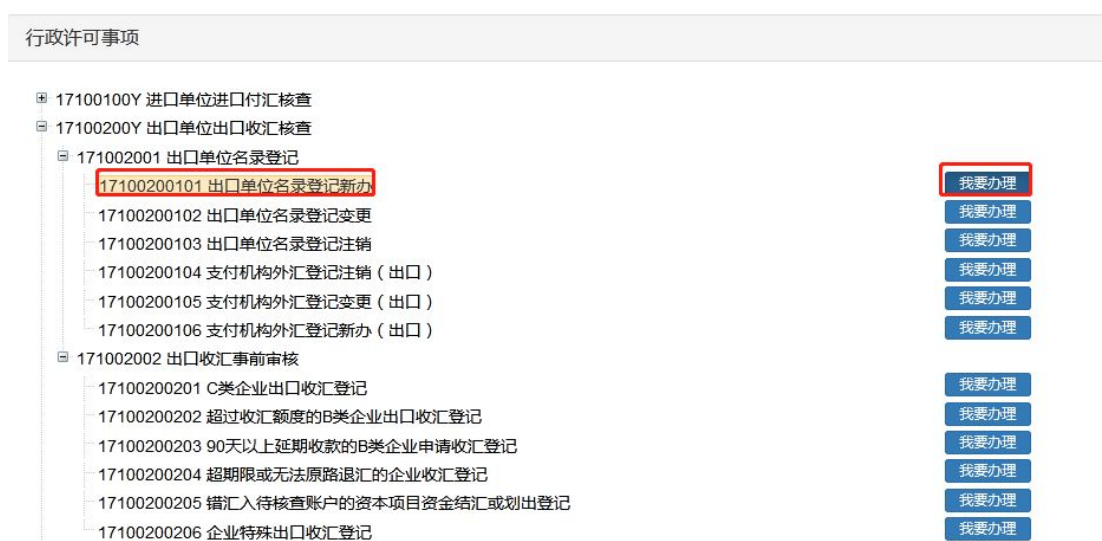 行政许可事项
17100100Y 进口单位进口付汇核查
17100200Y 出口单位出口收汇核查
171002001 出口单位名录登记
17100200101 出口单位名录登记新办 我要办理
17100200102 出口单位名录登记变更 我要办理
17100200103 出口单位名录登记注销 我要办理
17100200104 支付机构外汇登记注销（出口） 我要办理
17100200105 支付机构外汇登记变更（出口） 我要办理
17100200106 支付机构外汇登记新办（出口） 我要办理
171002002 出口收汇事前审核
17100200201 C类企业出口收汇登记 我要办理
17100200202 超过收汇额度的B类企业出口收汇登记 我要办理
17100200203 90天以上延期收款的B类企业申请收汇登记 我要办理
17100200204 超期限或无法原路退汇的企业收汇登记 我要办理
17100200205 错汇入待核查账户的资本项目资金结汇或划出登记 我要办理
17100200206 企业特殊出口收汇登记 我要办理